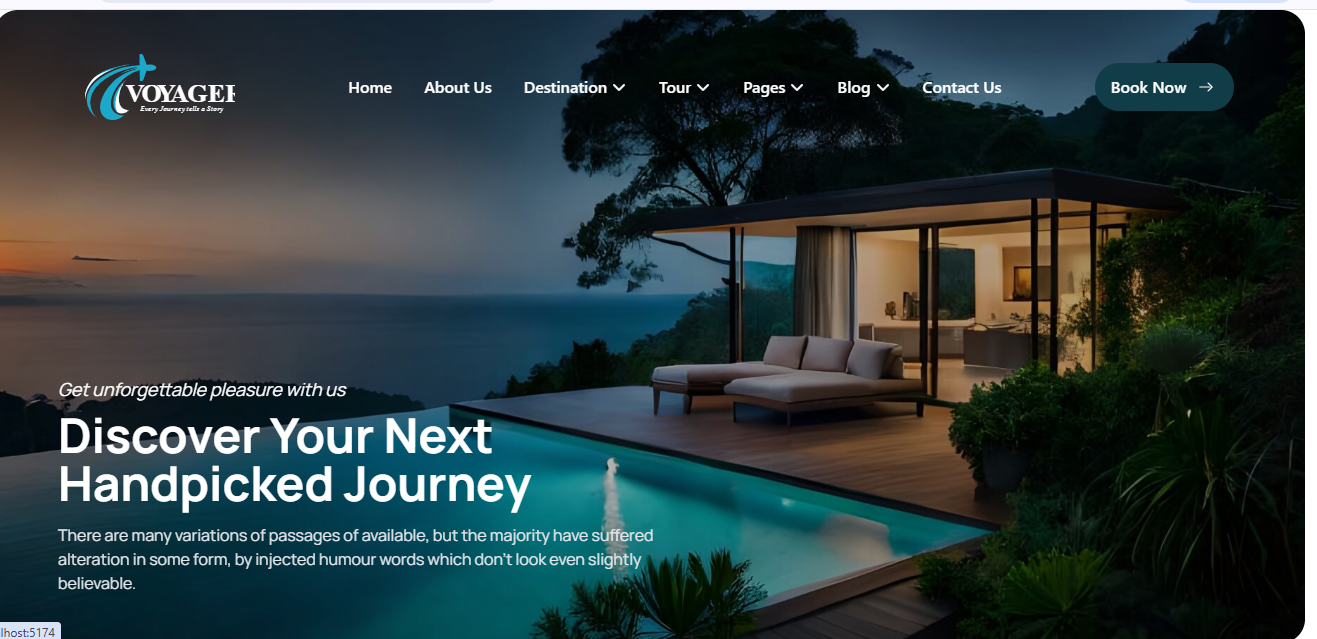 VOYAGER
Every Journey tells a Story
Home
About Us
Destination
Tour
Pages
Blog
Contact Us
Book Now
Get unforgettable pleasure with us
Discover Your Next
Handpicked Journey
There are many variations of passages of available, but the majority have suffered
alteration in some form, by injected humour words which don't look even slightly
believable.
lhost:5174